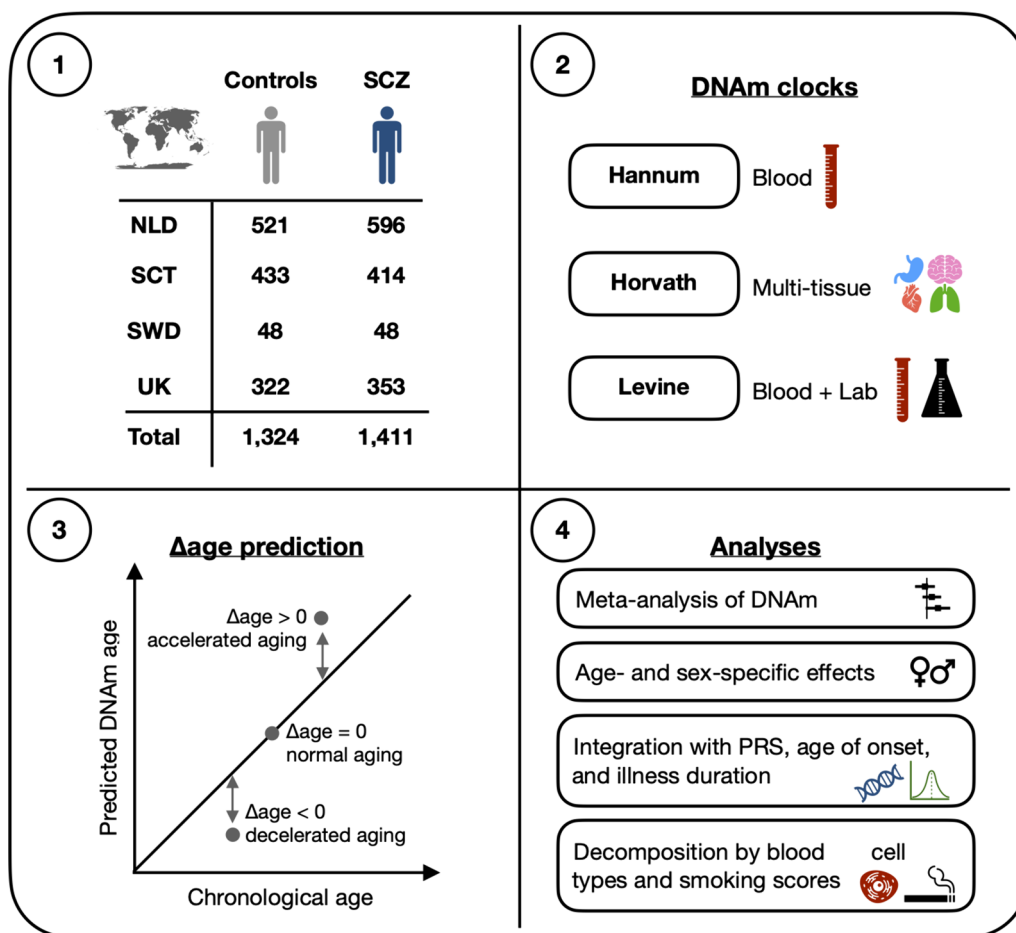 1
Controls SCZ
NLD 521 596
SCT 433 414
SWD 48 48
UK 322 353
Total 1,324 1,411
2
DNAm clocks
Hannum Blood
Horvath Multi-tissue
Levine Blood + Lab
3
Δage prediction
Predicted DNAm age
Δage > 0
accelerated aging
Δage = 0
normal aging
Δage < 0
decelerated aging
Chronological age
4
Analyses
Meta-analysis of DNAm
Age- and sex-specific effects
Integration with PRS, age of onset,
and illness duration
Decomposition by blood cell
types and smoking scores